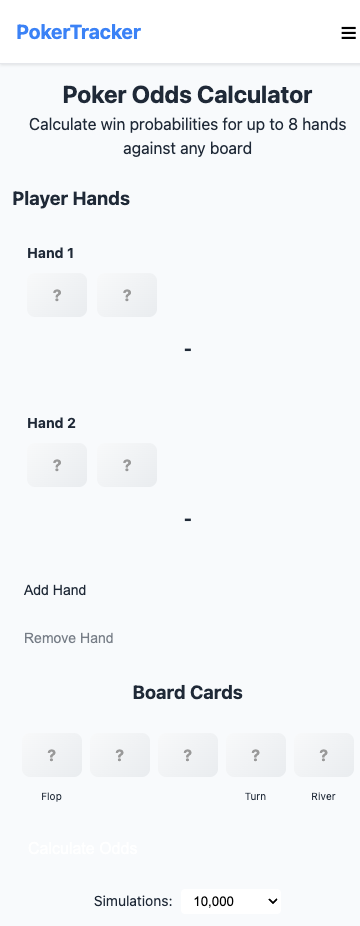 PokerTracker
Poker Odds Calculator
Calculate win probabilities for up to 8 hands
against any board
Player Hands
Hand 1
? ?
-
Hand 2
? ?
-
Add Hand
Remove Hand
Board Cards
? ? ? ? ?
Flop Turn River
Calculate Odds
Simulations: 10,000